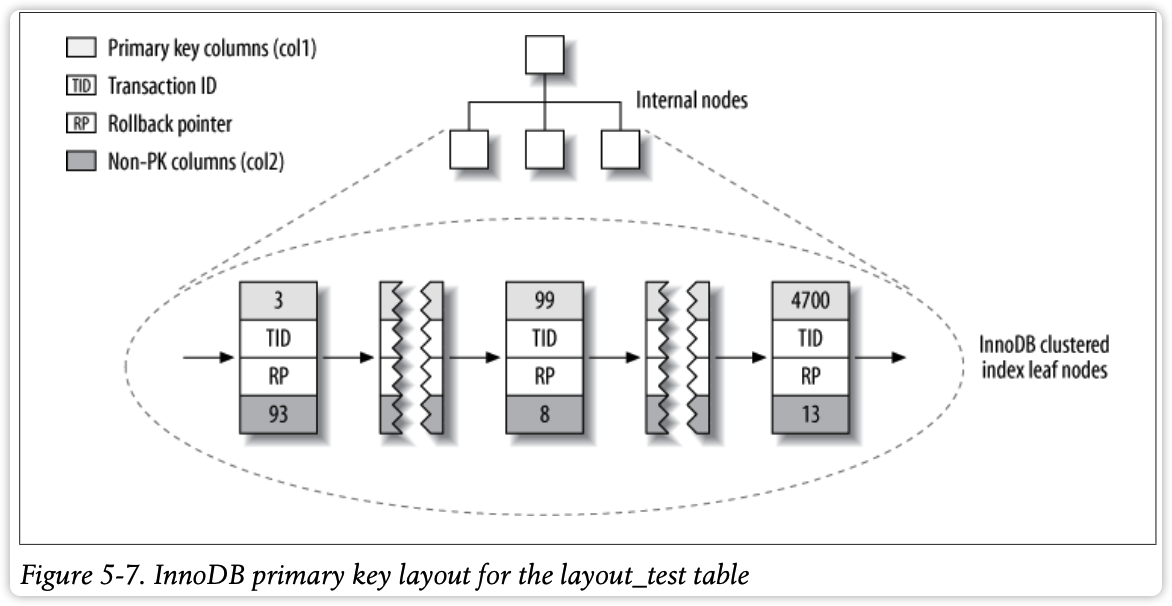 Primary key columns (col1)
TID Transaction ID
RP Rollback pointer
Non-PK columns (col2)
Internal nodes
3
TID
RP
93
99
TID
RP
8
4700
TID
RP
13
InnoDB clustered
index leaf nodes
Figure 5-7. InnoDB primary key layout for the layout_test table